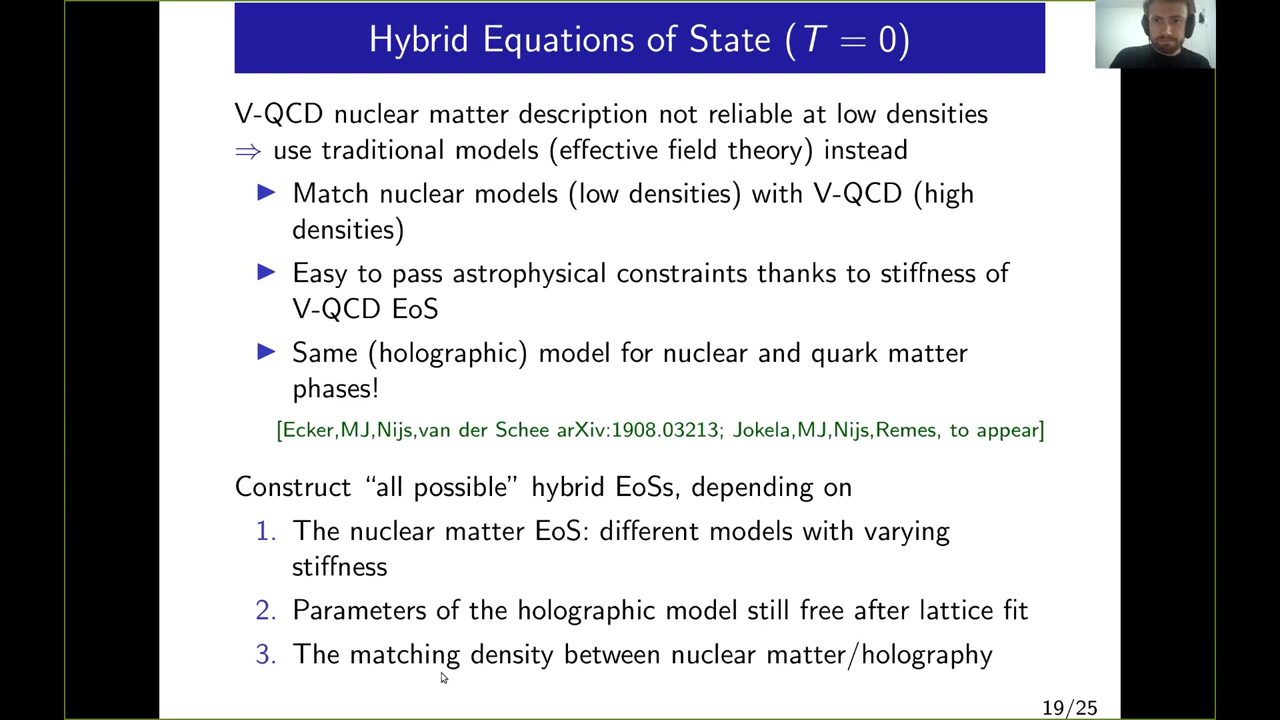 Hybrid Equations of State (T = 0)
V-QCD nuclear matter description not reliable at low densities
⇒ use traditional models (effective field theory) instead
▶ Match nuclear models (low densities) with V-QCD (high
densities)
▶ Easy to pass astrophysical constraints thanks to stiffness of
V-QCD EoS
▶ Same (holographic) model for nuclear and quark matter
phases!
[Ecker,MJ,Nijs,van der Schee arXiv:1908.03213; Jokela,MJ,Nijs,Remes, to appear]
Construct “all possible” hybrid EoSs, depending on
1. The nuclear matter EoS: different models with varying
stiffness
2. Parameters of the holographic model still free after lattice fit
3. The matching density between nuclear matter/holography
19/25